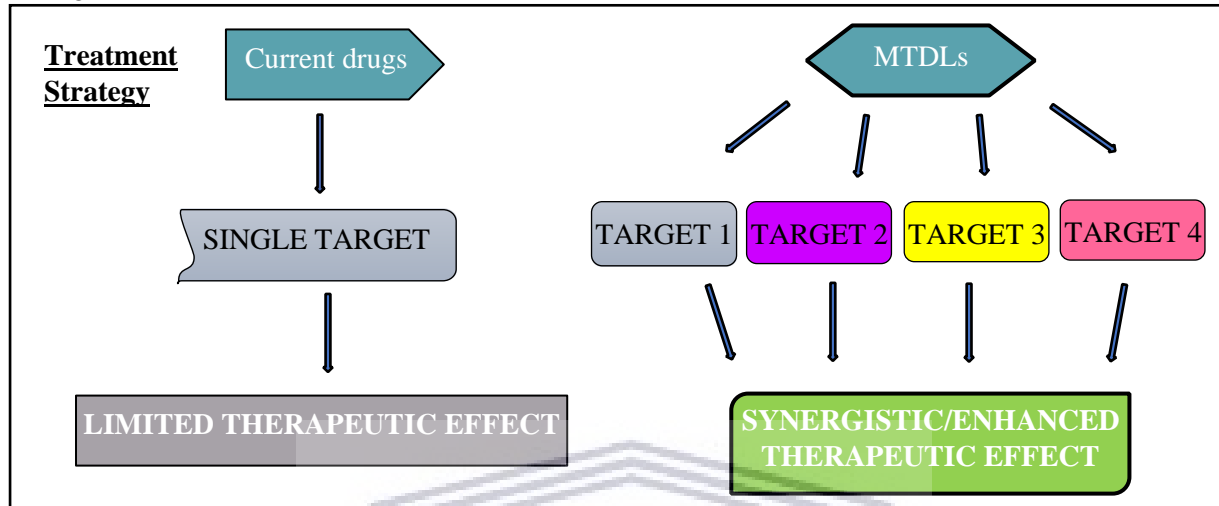 Treatment
Strategy
Current drugs
MTDLs
SINGLE TARGET
TARGET 1
TARGET 2
TARGET 3
TARGET 4
LIMITED THERAPEUTIC EFFECT
SYNERGISTIC/ENHANCED
THERAPEUTIC EFFECT